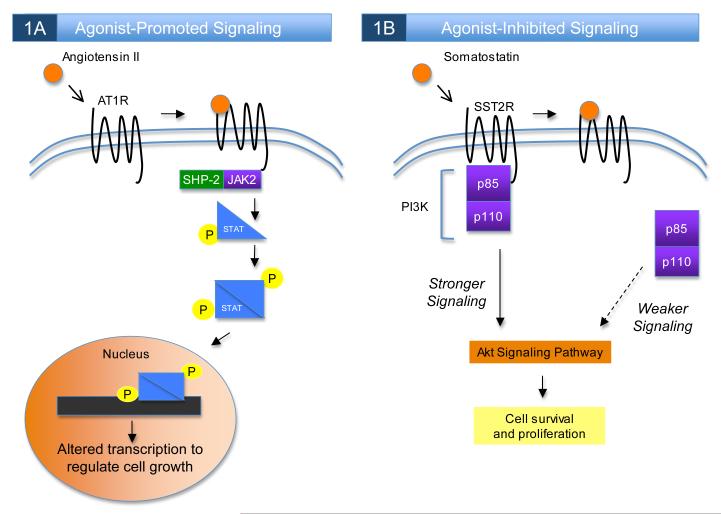 1A Agonist-Promoted Signaling
Angiotensin II
AT1R
SHP-2 JAK2
P
STAT
P
P
STAT
Nucleus
P
P
Altered transcription to
regulate cell growth
1B Agonist-Inhibited Signaling
Somatostatin
SST2R
p85
PI3K
p110
p85
p110
Stronger
Signaling
Weaker
Signaling
Akt Signaling Pathway
Cell survival
and proliferation